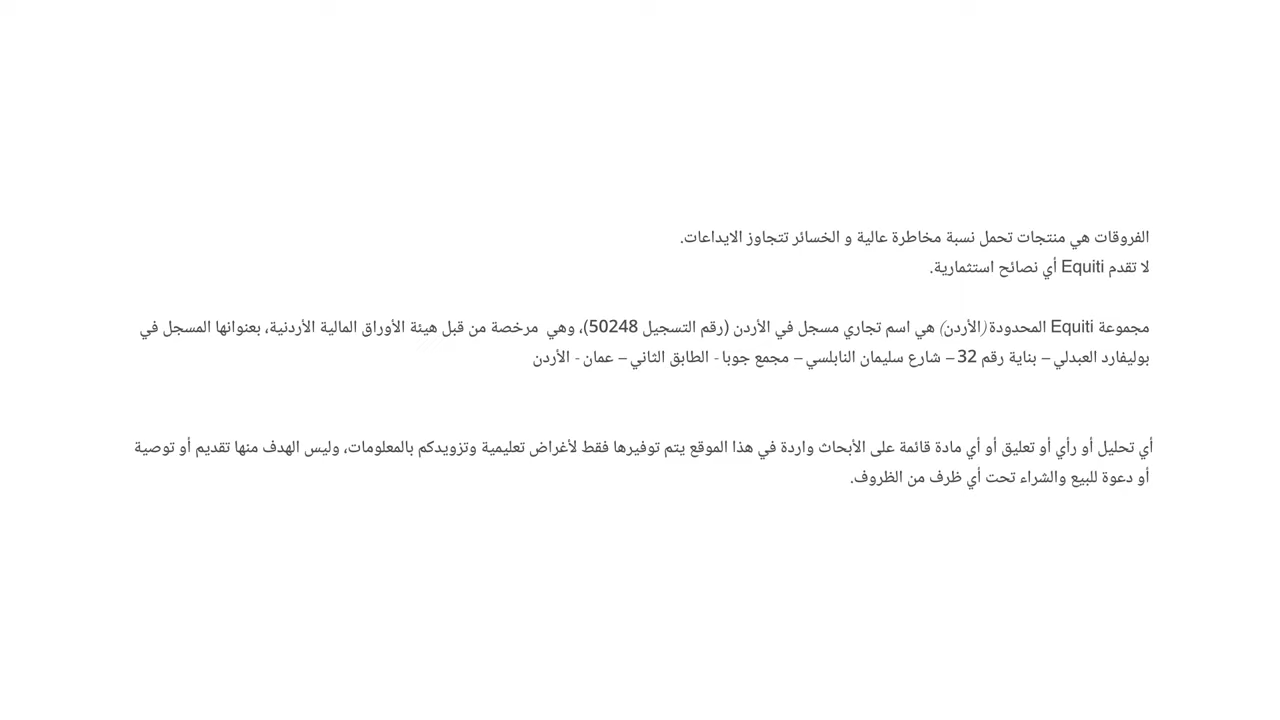 الفروقات هي منتجات تحمل نسبة مخاطرة عالية و الخسائر تتجاوز الايداعات.
لا تقدم Equiti أي نصائح استثمارية.
مجموعة Equiti المحدودة (الأردن) هي اسم تجاري مسجل في الأردن (رقم التسجيل 50248)، وهي مرخصة من قبل هيئة الأوراق المالية الأردنية، بعنوانها المسجل في
بوليفارد العبدلي – بناية رقم 32 – شارع سليمان النابلسي – مجمع جوبا - الطابق الثاني – عمان - الأردن
أي تحليل أو رأي أو تعليق أو أي مادة قائمة على الأبحاث واردة في هذا الموقع يتم توفيرها فقط لأغراض تعليمية وتزويدكم بالمعلومات، وليس الهدف منها تقديم أو توصية
أو دعوة للبيع والشراء تحت أي ظرف من الظروف.